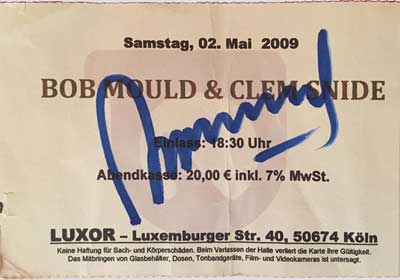 Samstag, 02. Mai 2009
BOB MOULD & CLEM SNIDE
Einlass: 18:30 Uhr
Abendkasse: 20,00 € inkl. 7% MwSt.
LUXOR – Luxemburger Str. 40, 50674 Köln
Keine Haftung für Sach- und Körperschäden. Beim Verlassen der Halle verliert die Karte ihre Gültigkeit.
Das Mitbringen von Glasbehälter, Dosen, Tonbandgeräte, Film- und Videokameras ist untersagt.